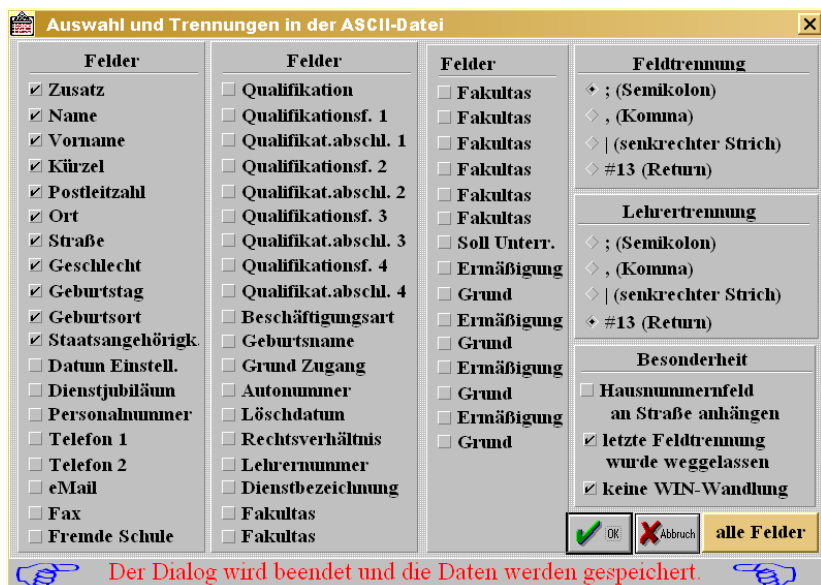 Auswahl und Trennungen in der ASCII-Datei
Felder
Zusatz
Name
Vorname
Kürzel
Postleitzahl
Ort
Straße
Geschlecht
Geburtstag
Geburtsort
Staatsangehörigk.
Datum Einstell.
Dienstjubiläum
Personalnummer
Telefon 1
Telefon 2
eMail
Fax
Fremde Schule
Felder
Qualifikation
Qualifikationsf. 1
Qualifikat.abschl. 1
Qualifikationsf. 2
Qualifikat.abschl. 2
Qualifikationsf. 3
Qualifikat.abschl. 3
Qualifikationsf. 4
Qualifikat.abschl. 4
Beschäftigungsart
Geburtsname
Grund Zugang
Autonummer
Löschdatum
Rechtsverhältnis
Lehrernummer
Dienstbezeichnung
Fakultas
Fakultas
Felder
Fakultas
Fakultas
Fakultas
Fakultas
Fakultas
Fakultas
Soll Unterr.
Ermäßigung
Grund
Ermäßigung
Grund
Ermäßigung
Grund
Ermäßigung
Grund
Feldtrennung
; (Semikolon)
, (Komma)
| (senkrechter Strich)
#13 (Return)
Lehrertrennung
; (Semikolon)
, (Komma)
| (senkrechter Strich)
#13 (Return)
Besonderheit
Hausnummernfeld
an Straße anhängen
letzte Feldtrennung
wurde weggelassen
keine WIN-Wandlung
OK
Abbruch
alle Felder
Der Dialog wird beendet und die Daten werden gespeichert.